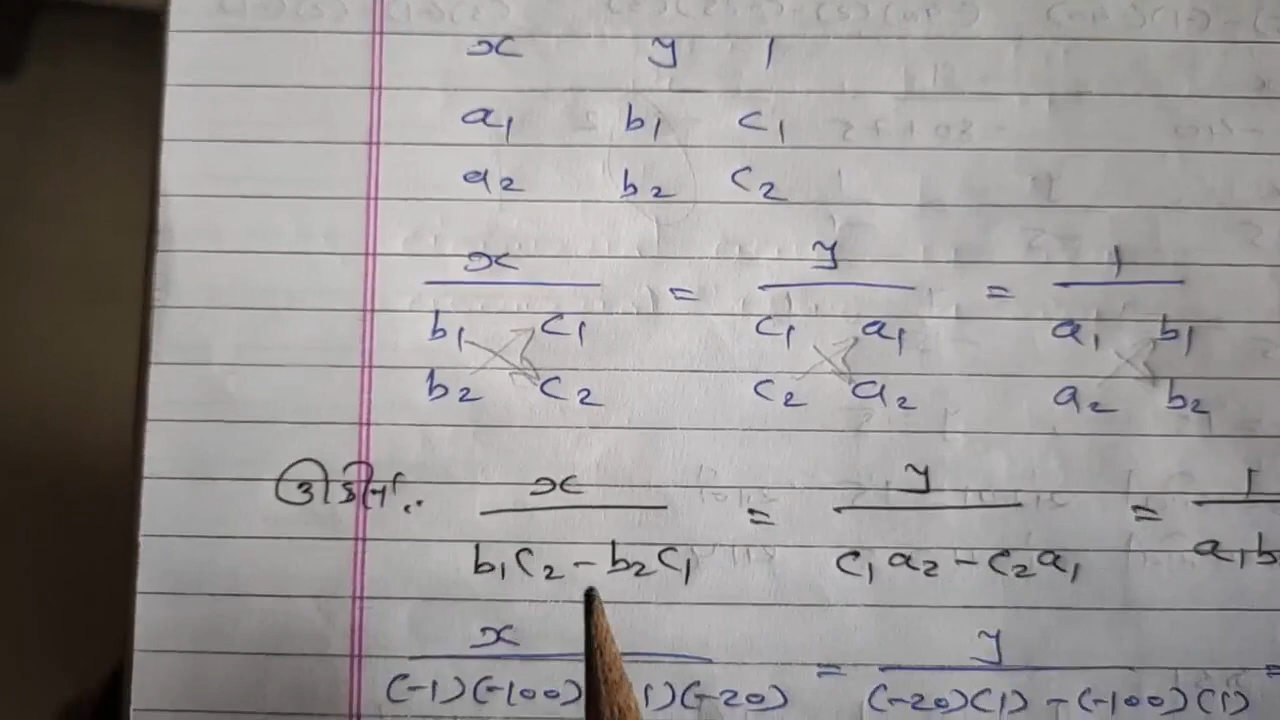 x y 1
a₁ b₁ c₁
a₂ b₂ c₂
x = y = 1
b₁ c₁ c₁ a₁ a₁ b₁
b₂ c₂ c₂ a₂ a₂ b₂
x = y = 1
b₁c₂ - b₂c₁ c₁a₂ - c₂a₁ a₁b
x = y =
(-1)(-100) 1)(-20) (-20)(1) - (-100)(1)